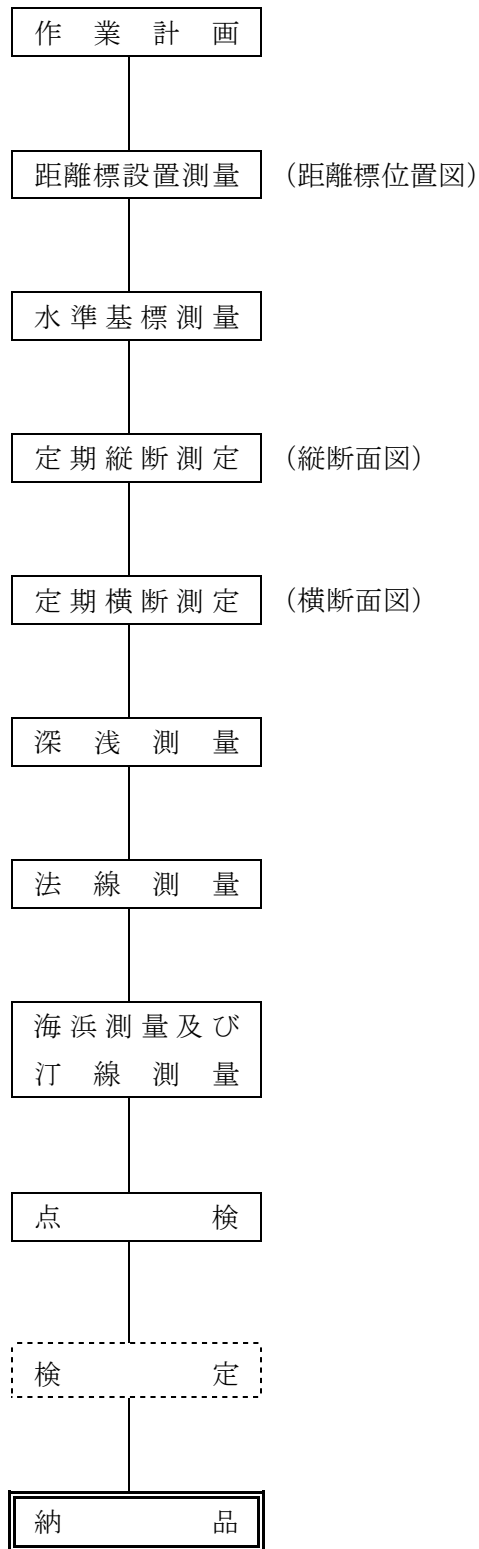 作業計画
距離標設置測量 （距離標位置図）
水準基標測量
定期縦断測定 （縦断面図）
定期横断測定 （横断面図）
深浅測量
法線測量
海浜測量及び
汀線測量
点検
検定
納品